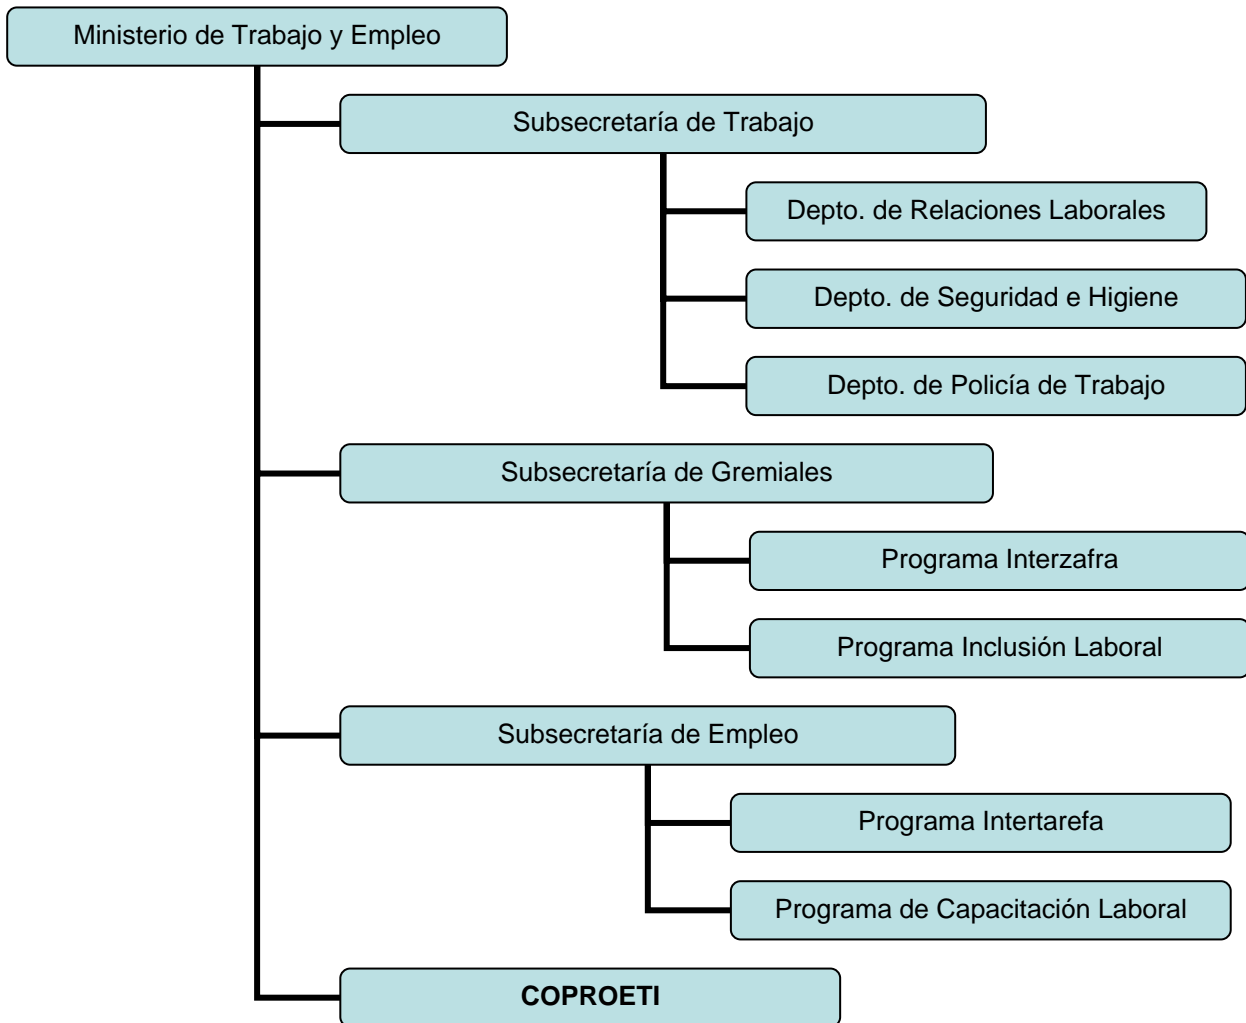 Ministerio de Trabajo y Empleo
Subsecretaría de Trabajo
Depto. de Relaciones Laborales
Depto. de Seguridad e Higiene
Depto. de Policía de Trabajo
Subsecretaría de Gremiales
Programa Interzafra
Programa Inclusión Laboral
Subsecretaría de Empleo
Programa Intertarefa
Programa de Capacitación Laboral
COPROETI